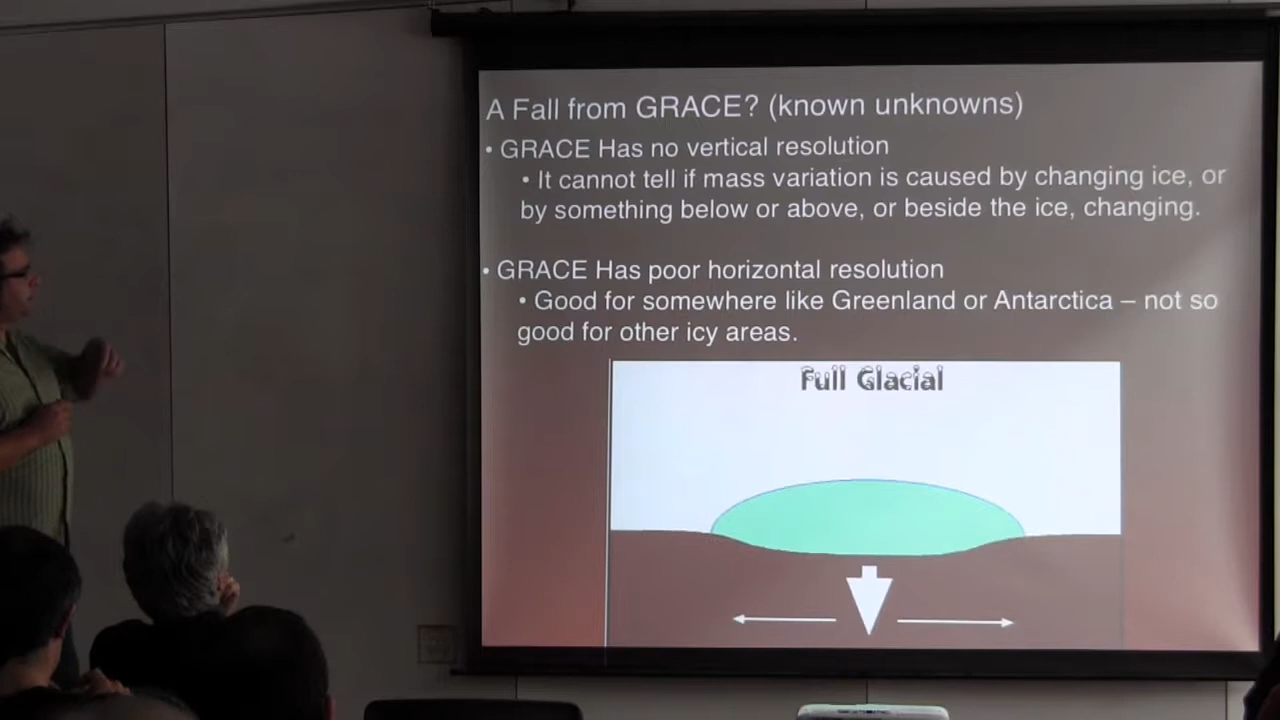 A Fall from GRACE? (known unknowns)
• GRACE Has no vertical resolution
• It cannot tell if mass variation is caused by changing ice, or
by something below or above, or beside the ice, changing.
• GRACE Has poor horizontal resolution
• Good for somewhere like Greenland or Antarctica – not so
good for other icy areas.
Full Glacial